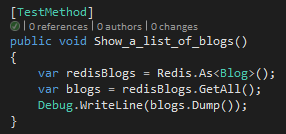 [TestMethod]
| 0 references | 0 authors | 0 changes
public void Show_a_list_of_blogs()
{
    var redisBlogs = Redis.As<Blog>();
    var blogs = redisBlogs.GetAll();
    Debug.WriteLine(blogs.Dump());
}